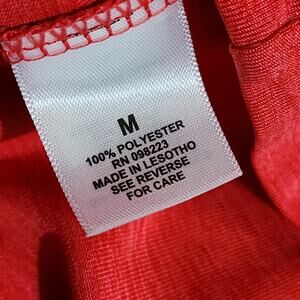 M
100% POLYESTER
RN 098223
MADE IN LESOTHO
SEE REVERSE
FOR CARE